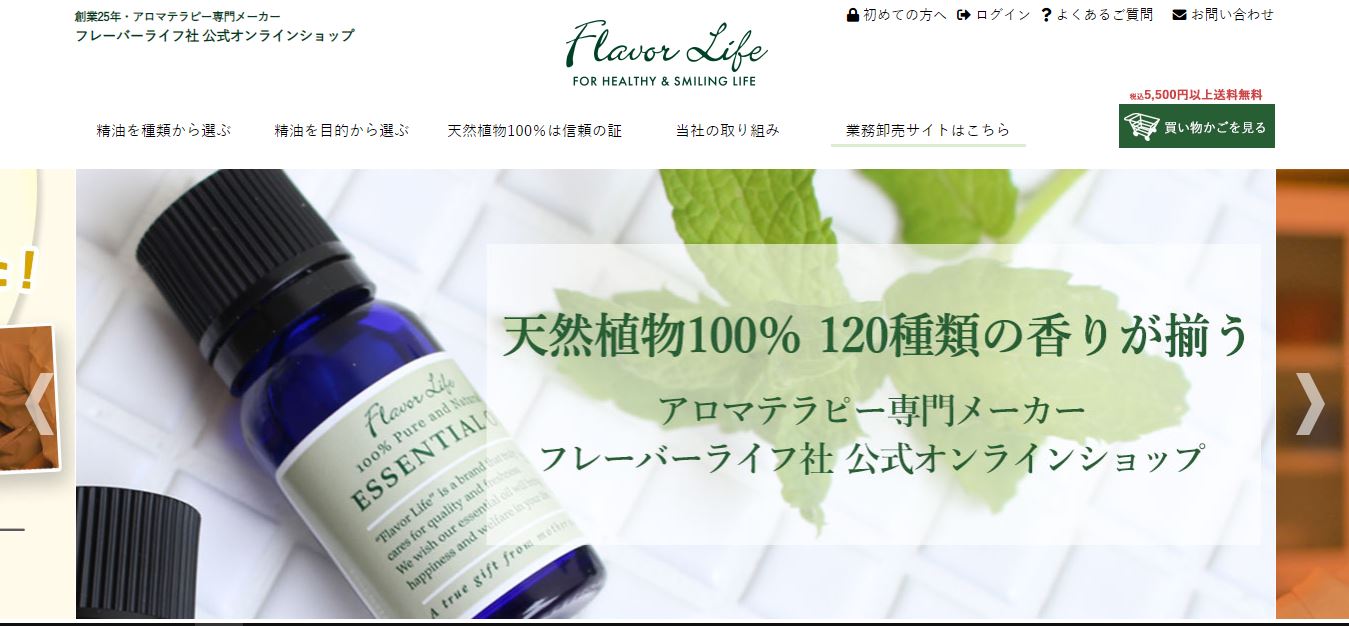 創業25年・アロマテラピー専門メーカー
フレーバーライフ社 公式オンラインショップ
Flavor Life
FOR HEALTHY & SMILING LIFE
初めての方へ ログイン ? よくあるご質問 お問い合わせ
税込5,500円以上送料無料
買い物かごを見る
精油を種類から選ぶ 精油を目的から選ぶ 天然植物100%は信頼の証 当社の取り組み 業務卸売サイトはこちら
!
天然植物100% 120種類の香りが揃う
アロマテラピー専門メーカー
フレーバーライフ社 公式オンラインショップ
Flavor Life
100% Pure and
ESSENTIAL
"Flavor Life" is a brand that
cares for quality and freshness.
We wish our essential oil will
happiness and welfare in
A true gift from mother